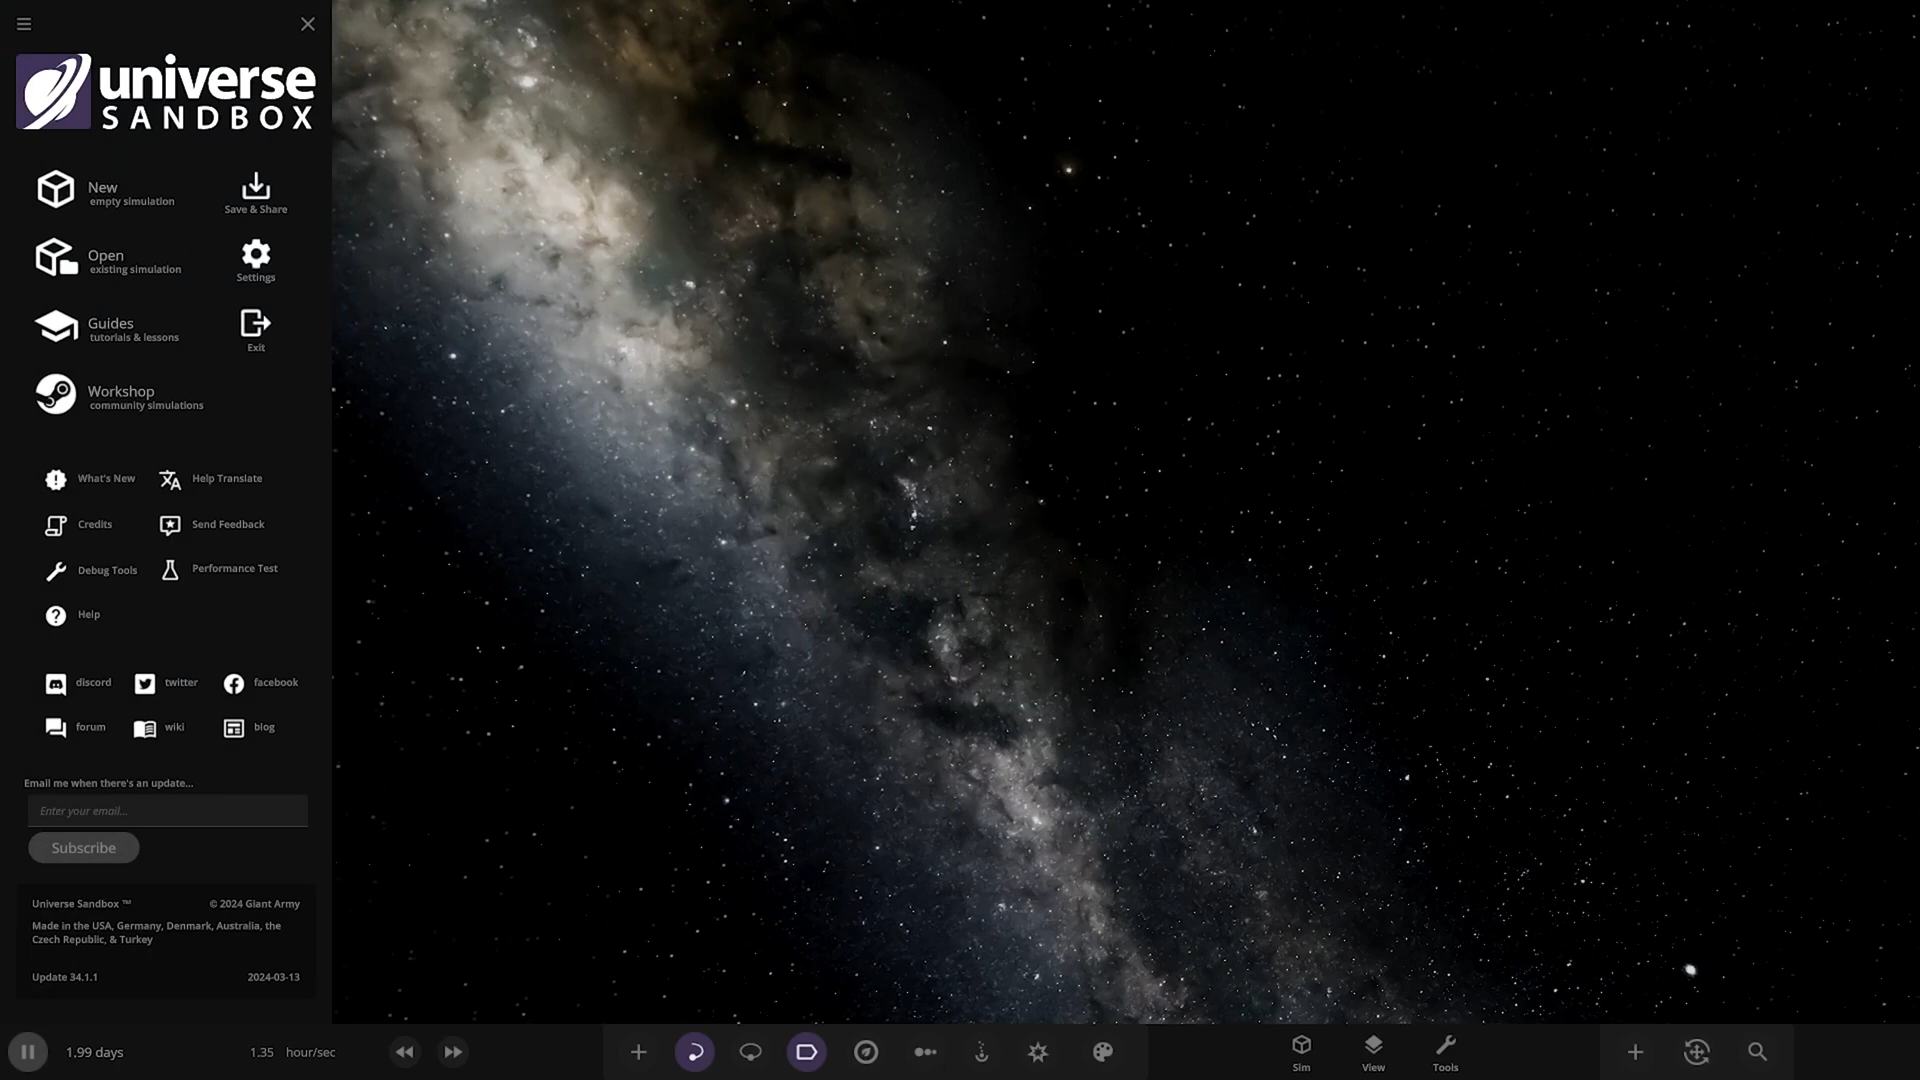 universe
SANDBOX
New
empty simulation
Save & Share
Open
existing simulation
Settings
Guides
tutorials & lessons
Exit
Workshop
community simulations
What's New
Help Translate
Credits
Send Feedback
Debug Tools
Performance Test
Help
discord
twitter
facebook
forum
wiki
blog
Email me when there's an update...
Enter your email...
Subscribe
Universe Sandbox ™
© 2024 Giant Army
Made in the USA, Germany, Denmark, Australia, the
Czech Republic, & Turkey
Update 34.1.1
2024-03-13
1.99 days
1.35 hour/sec
Sim
View
Tools